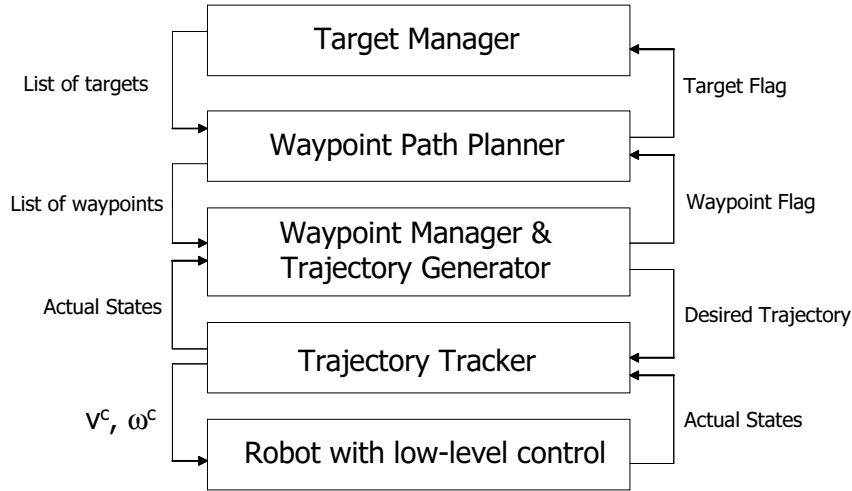 Target Manager
List of targets
Target Flag
Waypoint Path Planner
List of waypoints
Waypoint Flag
Waypoint Manager &
Trajectory Generator
Actual States
Desired Trajectory
Trajectory Tracker
vᶜ, ωᶜ
Actual States
Robot with low-level control